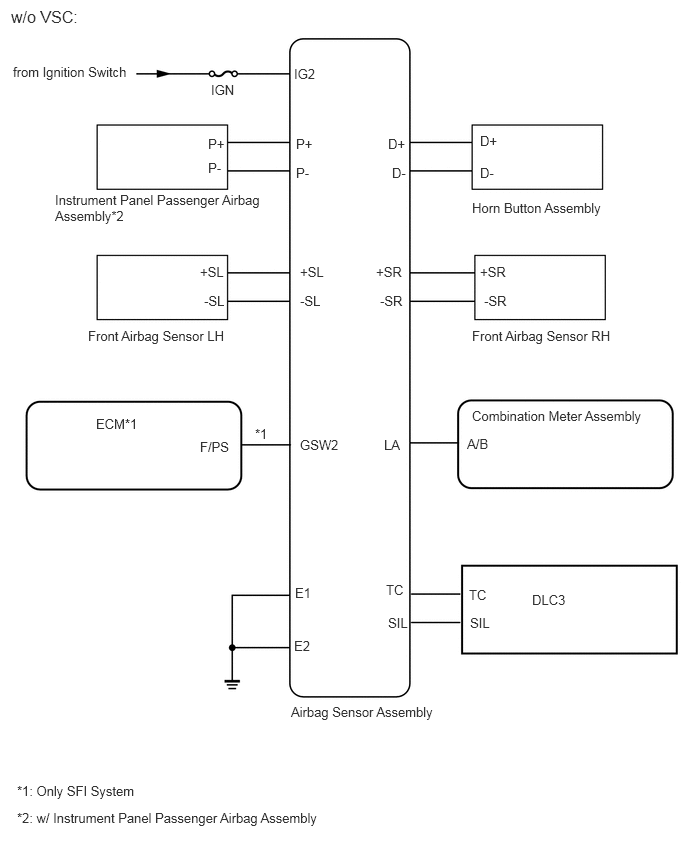 w/o VSC:
from Ignition Switch
IGN
IG2
P+
P+
D+
D+
P-
P-
D-
D-
Instrument Panel Passenger Airbag
Assembly*2
Horn Button Assembly
+SL
+SL
+SR
+SR
-SL
-SL
-SR
-SR
Front Airbag Sensor LH
Front Airbag Sensor RH
ECM*1
F/PS
*1
GSW2
LA
Combination Meter Assembly
A/B
E1
TC
TC
DLC3
SIL
SIL
E2
Airbag Sensor Assembly
*1: Only SFI System
*2: w/ Instrument Panel Passenger Airbag Assembly